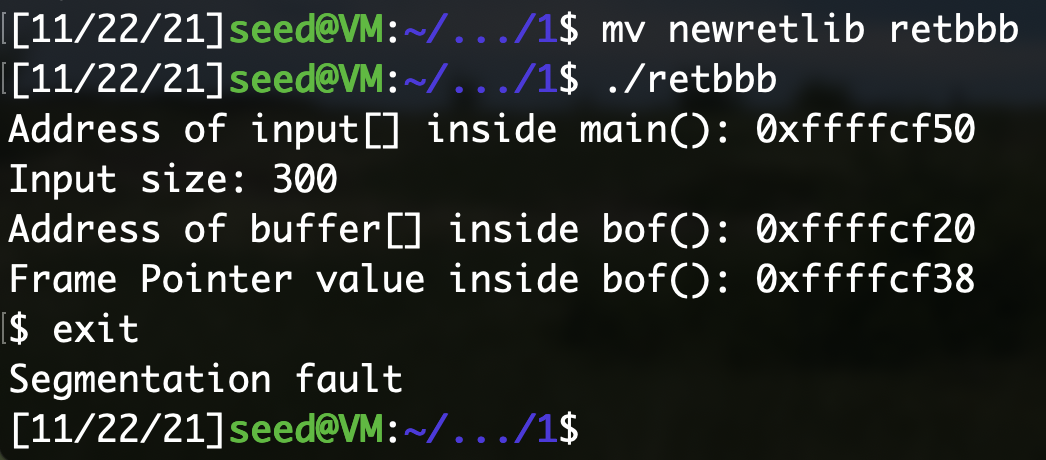 [11/22/21]seed@VM:~/.../1$ mv newretlib retbbb
[11/22/21]seed@VM:~/.../1$ ./retbbb
Address of input[] inside main(): 0xffffcf50
Input size: 300
Address of buffer[] inside bof(): 0xffffcf20
Frame Pointer value inside bof(): 0xffffcf38
$ exit
Segmentation fault
[11/22/21]seed@VM:~/.../1$